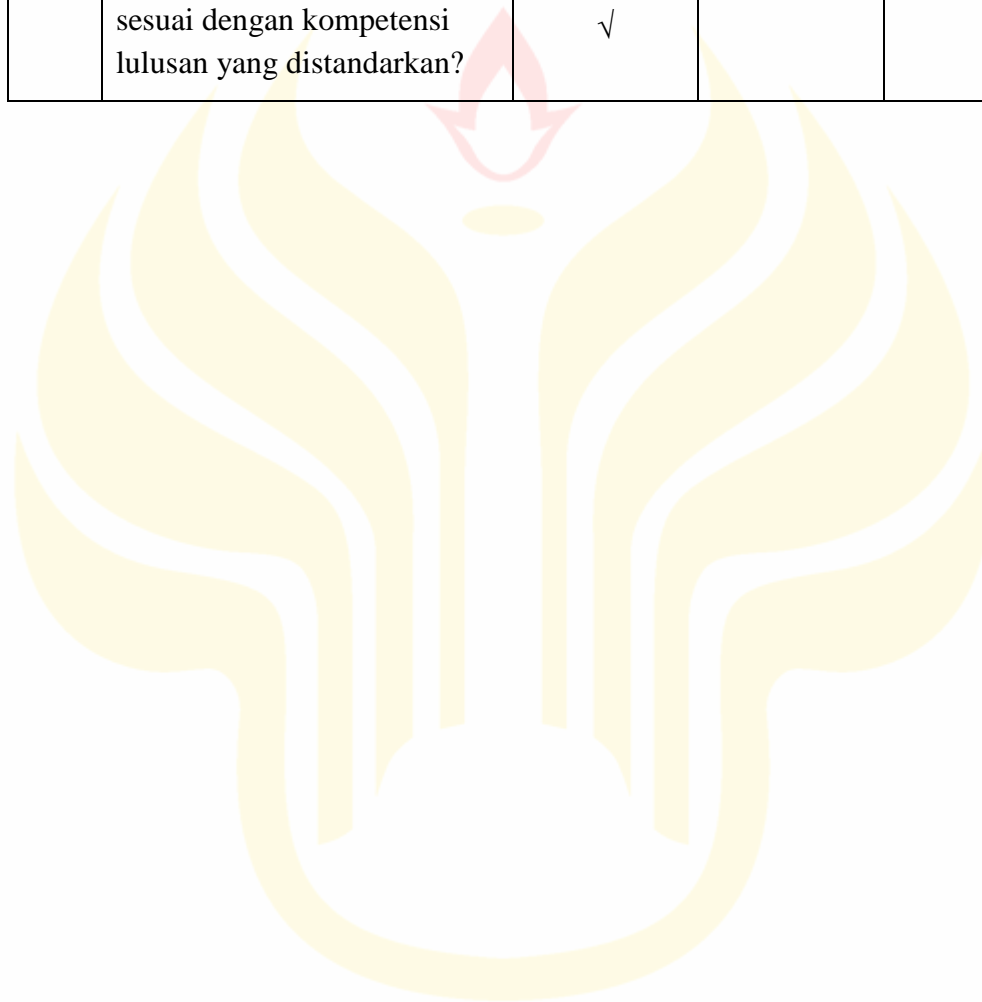 sesuai dengan kompetensi √
lulusan yang distandarkan?